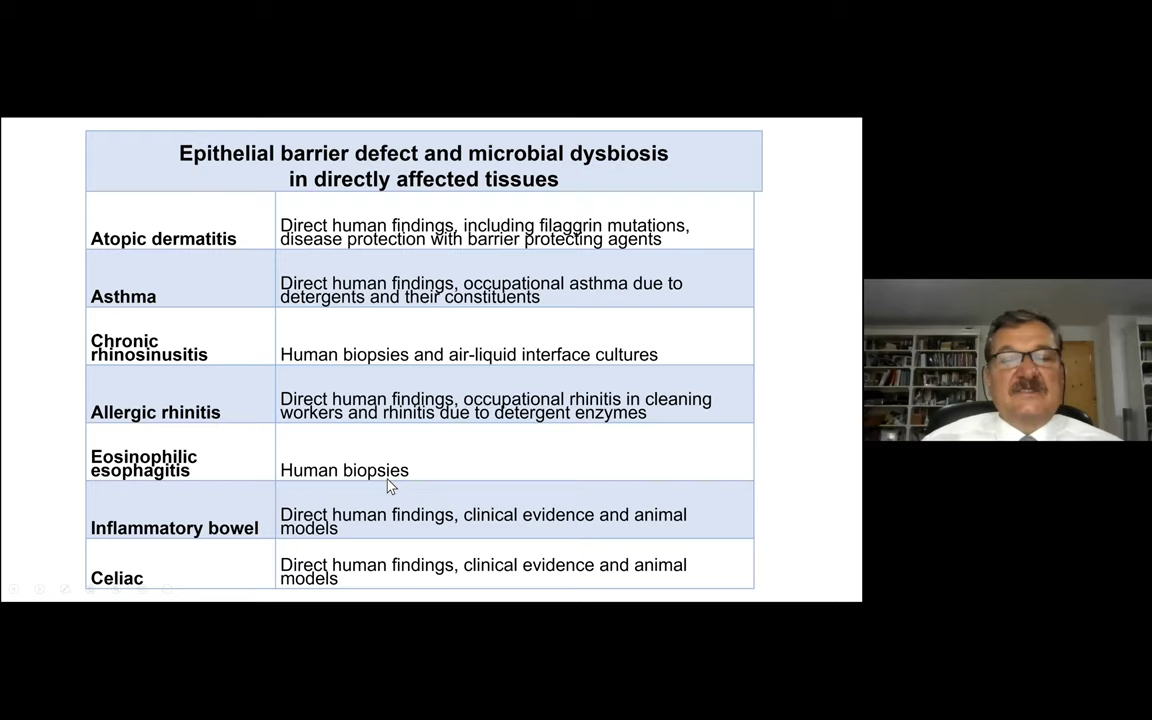 Epithelial barrier defect and microbial dysbiosis
in directly affected tissues
Atopic dermatitis
Direct human findings, including filaggrin mutations,
disease protection with barrier protecting agents
Asthma
Direct human findings, occupational asthma due to
detergents and their constituents
Chronic
rhinosinusitis
Human biopsies and air-liquid interface cultures
Allergic rhinitis
Direct human findings, occupational rhinitis in cleaning
workers and rhinitis due to detergent enzymes
Eosinophilic
esophagitis
Human biopsies
Inflammatory bowel
Direct human findings, clinical evidence and animal
models
Celiac
Direct human findings, clinical evidence and animal
models